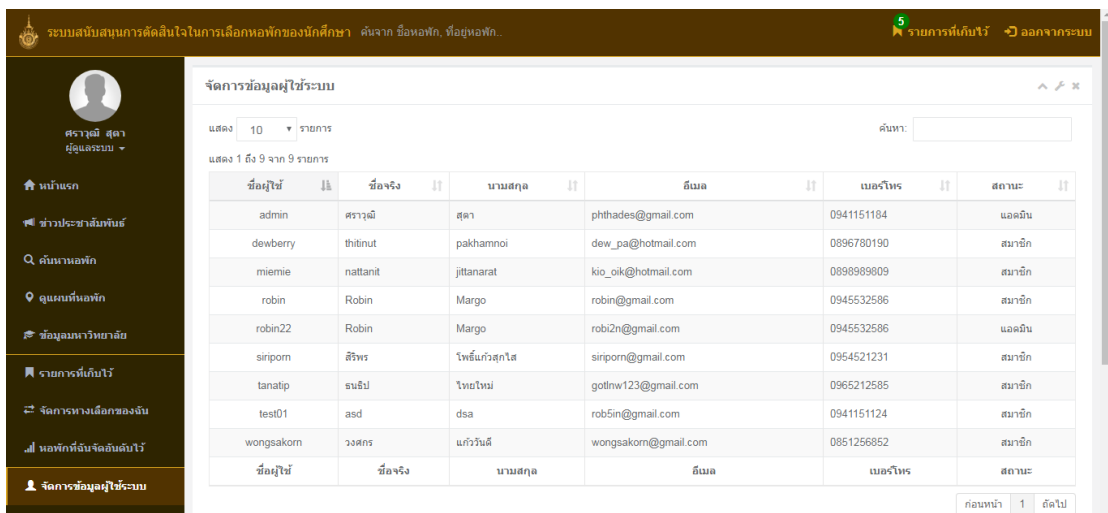 ระบบสนับสนุนการตัดสินใจในการเลือกหอพักของนักศึกษา ค้นจาก ชื่อหอพัก, ที่อยู่หอพัก.. 5 รายการที่เก็บไว้ ออกจากระบบ
ศราวุฒิ สุดา
ผู้ดูแลระบบ
หน้าแรก
ข่าวประชาสัมพันธ์
ค้นหาหอพัก
ดูแผนที่หอพัก
ข้อมูลมหาวิทยาลัย
รายการที่เก็บไว้
จัดการทางเลือกของฉัน
หอพักที่ฉันจัดอันดับไว้
จัดการข้อมูลผู้ใช้ระบบ
จัดการข้อมูลผู้ใช้ระบบ
แสดง 10 รายการ ค้นหา:
แสดง 1 ถึง 9 จาก 9 รายการ
ชื่อผู้ใช้ ชื่อจริง นามสกุล อีเมล เบอร์โทร สถานะ
admin ศราวุฒิ สุดา phthades@gmail.com 0941151184 แอดมิน
dewberry thitinut pakhamnoi dew_pa@hotmail.com 0896780190 สมาชิก
miemie nattanit jittanarat kio_oik@hotmail.com 0898989809 สมาชิก
robin Robin Margo robin@gmail.com 0945532586 สมาชิก
robin22 Robin Margo robi2n@gmail.com 0945532586 แอดมิน
siriporn สิริพร โพธิ์แก้วสุกใส siriporn@gmail.com 0954521231 สมาชิก
tanatip ธนธิป ไทยใหม่ gotlnw123@gmail.com 0965212585 สมาชิก
test01 asd dsa rob5in@gmail.com 0941151124 สมาชิก
wongsakorn วงศกร แก้ววันดี wongsakorn@gmail.com 0851256852 สมาชิก
ชื่อผู้ใช้ ชื่อจริง นามสกุล อีเมล เบอร์โทร สถานะ
ก่อนหน้า 1 ถัดไป